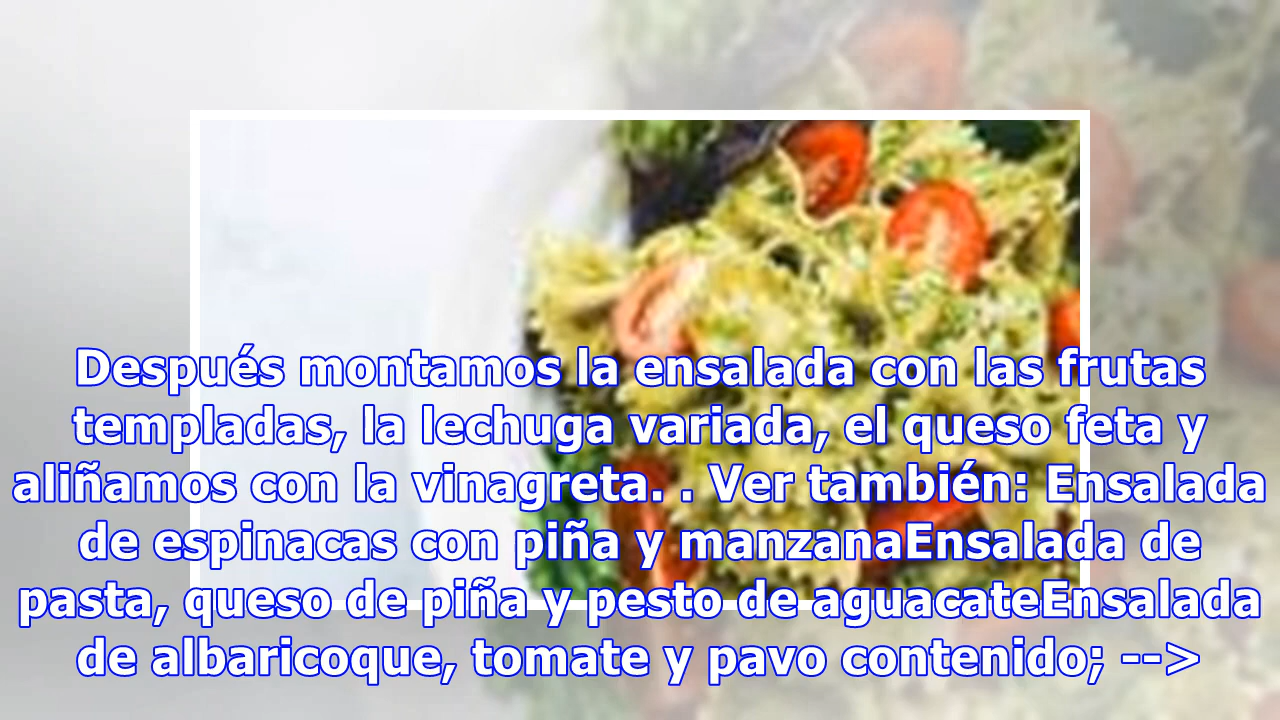 Después montamos la ensalada con las frutas
templadas, la lechuga variada, el queso feta y
aliñamos con la vinagreta. . Ver también: Ensalada
de espinacas con piña y manzanaEnsalada de
pasta, queso de piña y pesto de aguacateEnsalada
de albaricoque, tomate y pavo contenido; -->